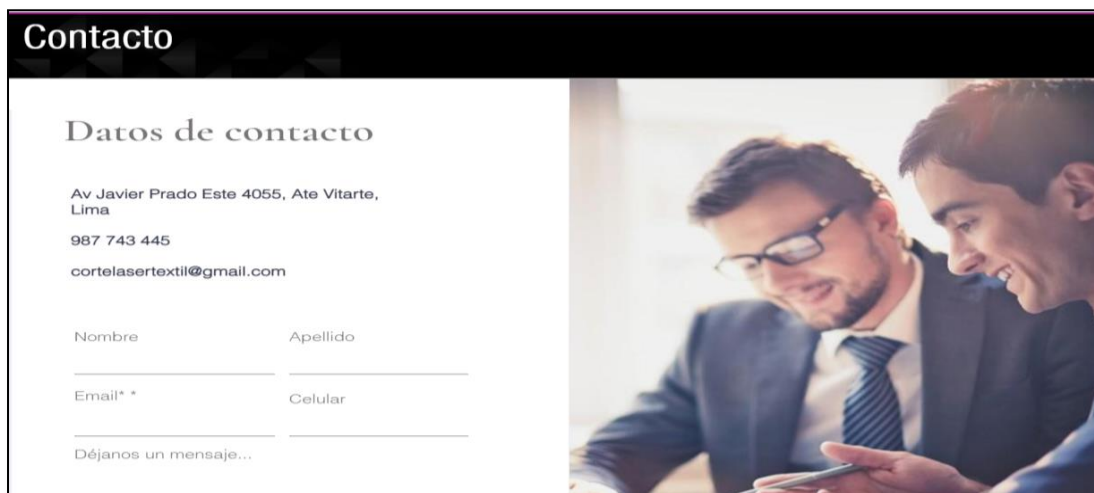 Contacto
Datos de contacto
Av Javier Prado Este 4055, Ate Vitarte,
Lima
987 743 445
cortelasertextil@gmail.com
Nombre
Apellido
Email* *
Celular
Déjanos un mensaje...